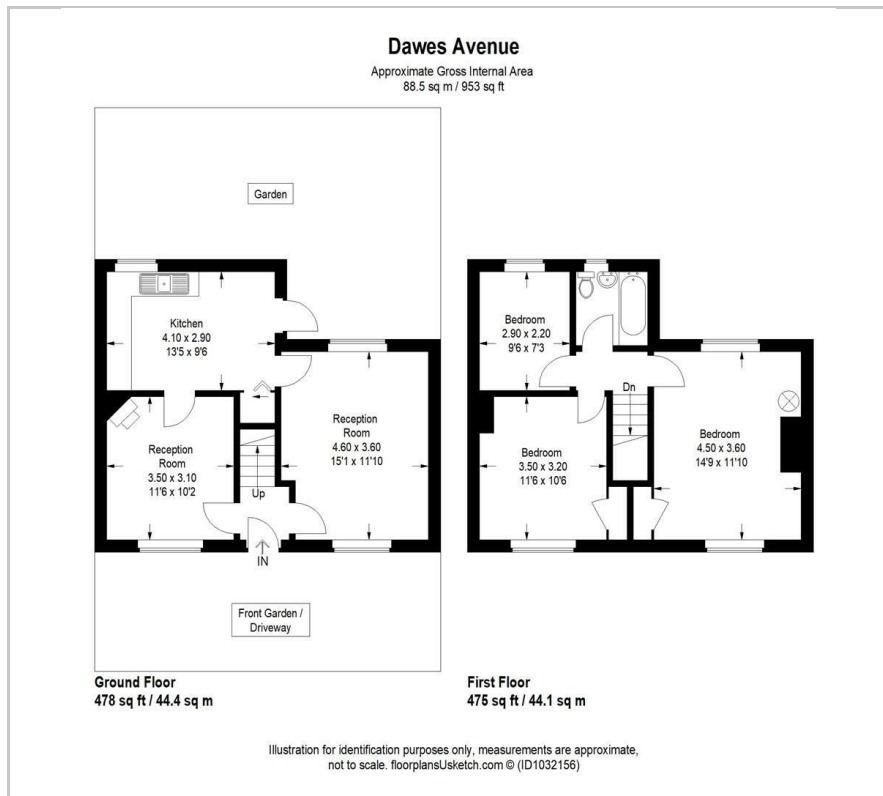 Dawes Avenue
Approximate Gross Internal Area
88.5 sq m / 953 sq ft
Garden
Kitchen
4.10 x 2.90
13'5 x 9'6
Reception
Room
3.50 x 3.10
11'6 x 10'2
Reception
Room
4.60 x 3.60
15'1 x 11'10
Up
IN
Front Garden /
Driveway
Ground Floor
478 sq ft / 44.4 sq m
Bedroom
2.90 x 2.20
9'6 x 7'3
Dn
Bedroom
3.50 x 3.20
11'6 x 10'6
Bedroom
4.50 x 3.60
14'9 x 11'10
First Floor
475 sq ft / 44.1 sq m
Illustration for identification purposes only, measurements are approximate,
not to scale. floorplansUsketch.com © (ID1032156)